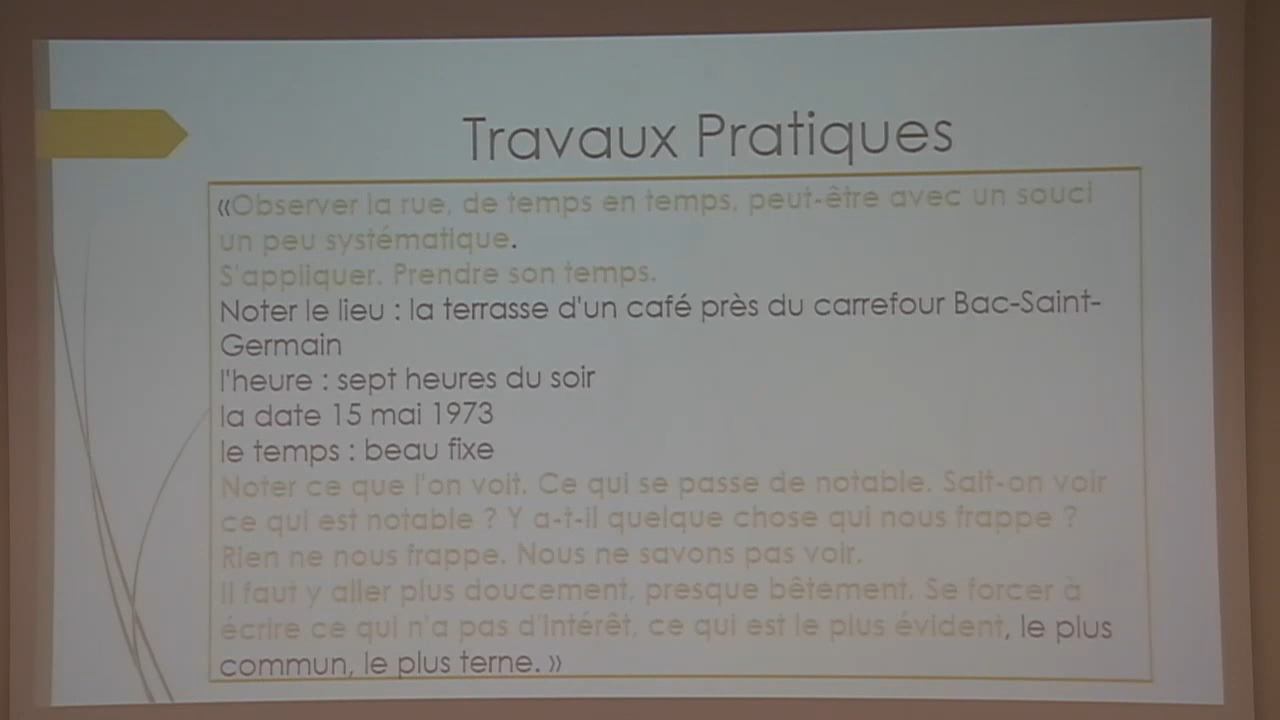 Travaux Pratiques
«Observer la rue, de temps en temps, peut-être avec un souci
un peu systématique.
S'appliquer. Prendre son temps.
Noter le lieu : la terrasse d'un café près du carrefour Bac-Saint-
Germain
l'heure : sept heures du soir
la date 15 mai 1973
le temps : beau fixe
Noter ce que l'on voit. Ce qui se passe de notable. Sait-on voir
ce qui est notable ? Y a-t-il quelque chose qui nous frappe ?
Rien ne nous frappe. Nous ne savons pas voir.
Il faut y aller plus doucement, presque bêtement. Se forcer à
écrire ce qui n'a pas d'intérêt, ce qui est le plus évident, le plus
commun, le plus terne. »